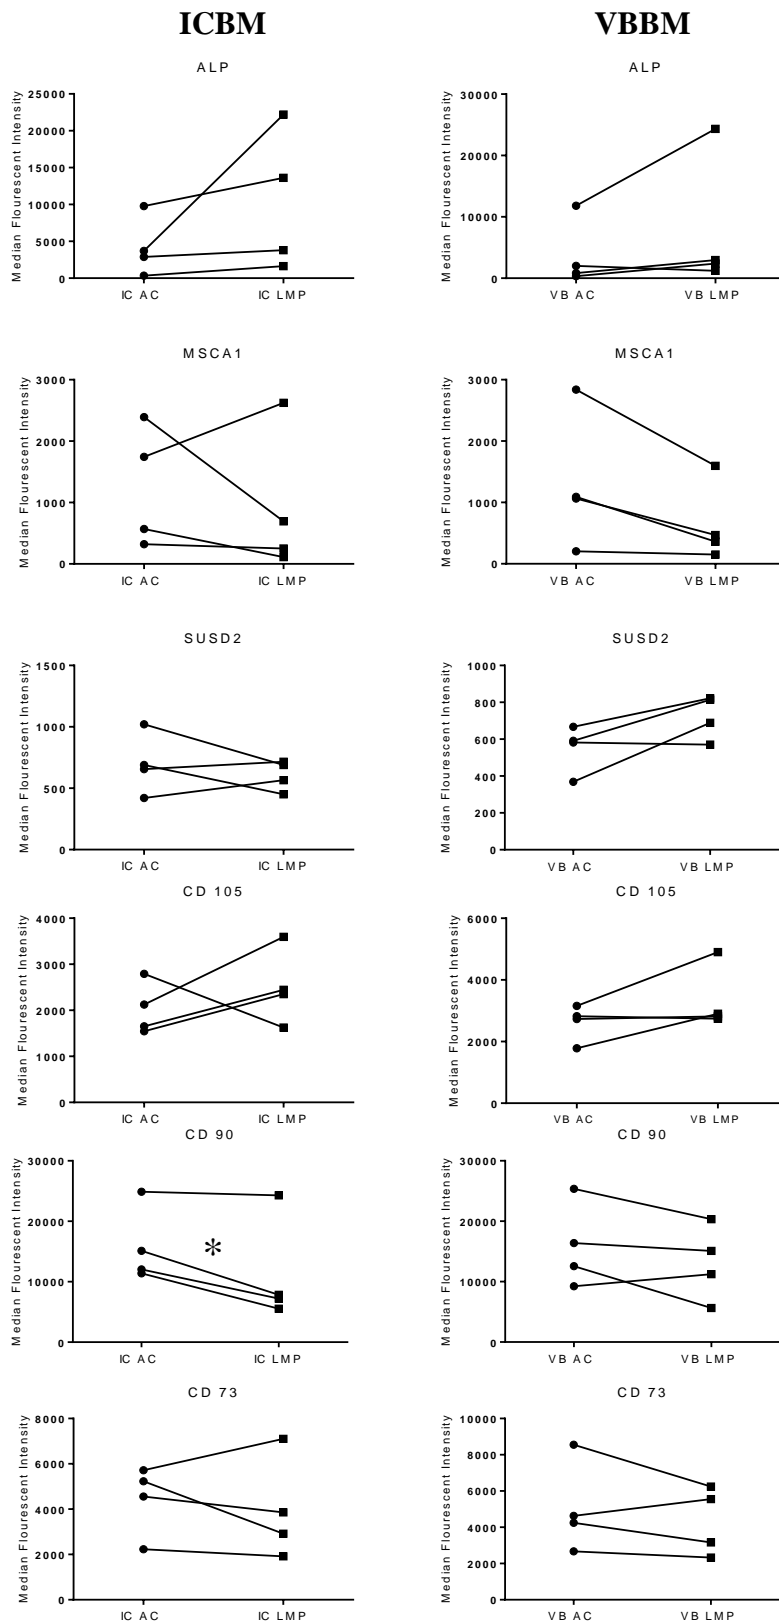 ICBM
VBBM
ALP
Median Flourescent Intensity
25000
20000
15000
10000
5000
0
IC AC
IC LMP
ALP
Median Flourescent Intensity
30000
20000
10000
0
VB AC
VB LMP
MSCA1
Median Flourescent Intensity
3000
2000
1000
0
IC AC
IC LMP
MSCA1
Median Flourescent Intensity
3000
2000
1000
0
VB AC
VB LMP
SUSD2
Median Flourescent Intensity
1500
1000
500
0
IC AC
IC LMP
SUSD2
Median Flourescent Intensity
1000
800
600
400
200
0
VB AC
VB LMP
CD 105
Median Flourescent Intensity
4000
3000
2000
1000
0
IC AC
IC LMP
CD 105
Median Flourescent Intensity
6000
4000
2000
0
VB AC
VB LMP
CD 90
Median Flourescent Intensity
30000
20000
10000
0
*
IC AC
IC LMP
CD 90
Median Flourescent Intensity
30000
20000
10000
0
VB AC
VB LMP
CD 73
Median Flourescent Intensity
8000
6000
4000
2000
0
IC AC
IC LMP
CD 73
Median Flourescent Intensity
10000
8000
6000
4000
2000
0
VB AC
VB LMP